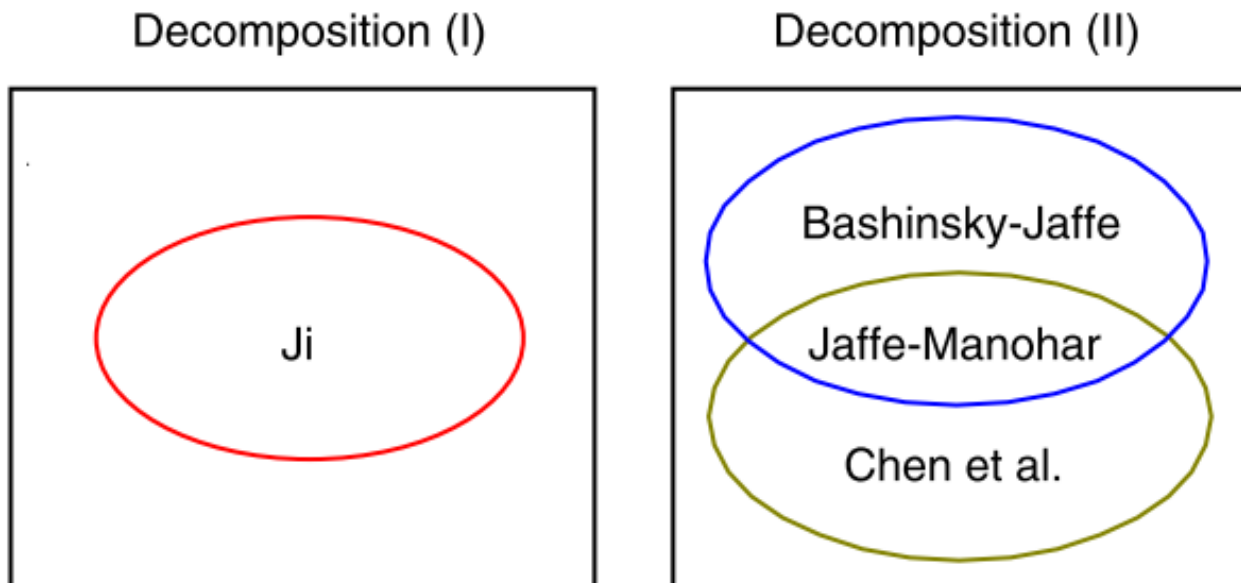 Decomposition (I)
Decomposition (II)
Ji
Bashinsky-Jaffe
Jaffe-Manohar
Chen et al.